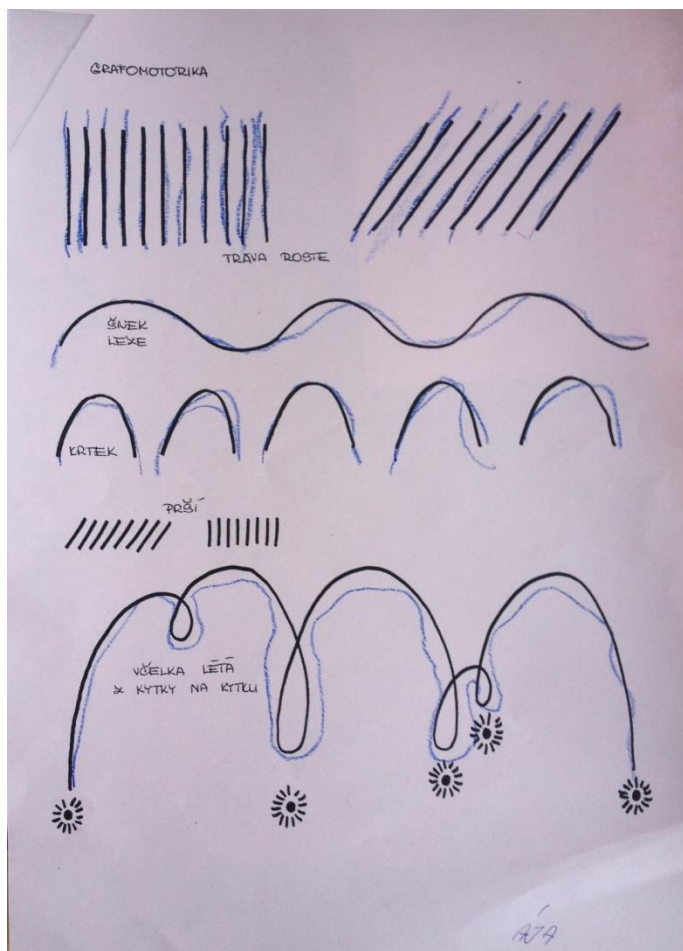 GRAFOMOTORIKA
TRÁVA ROSTE
ŠNEK
LEZE
KRTEK
PRŠÍ
VČELKA LÉTÁ
Z KYTKY NA KYTKU
ÁJA